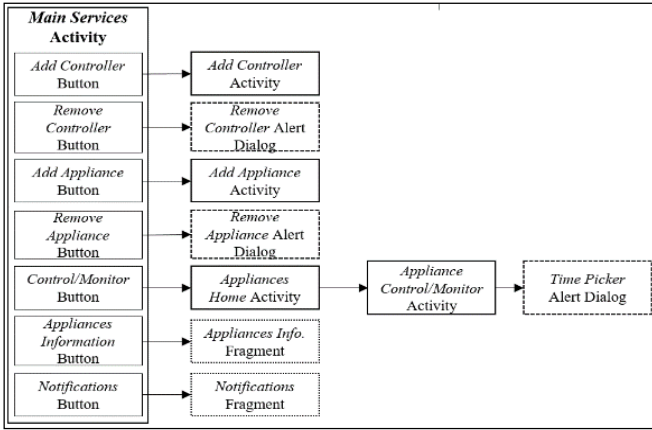 Main Services
Activity
Add Controller
Button
Add Controller
Activity
Remove
Controller
Button
Remove
Controller Alert
Dialog
Add Appliance
Button
Add Appliance
Activity
Remove
Appliance
Button
Remove
Appliance Alert
Dialog
Control/Monitor
Button
Appliances
Home Activity
Appliance
Control/Monitor
Activity
Time Picker
Alert Dialog
Appliances
Information
Button
Appliances Info.
Fragment
Notifications
Button
Notifications
Fragment